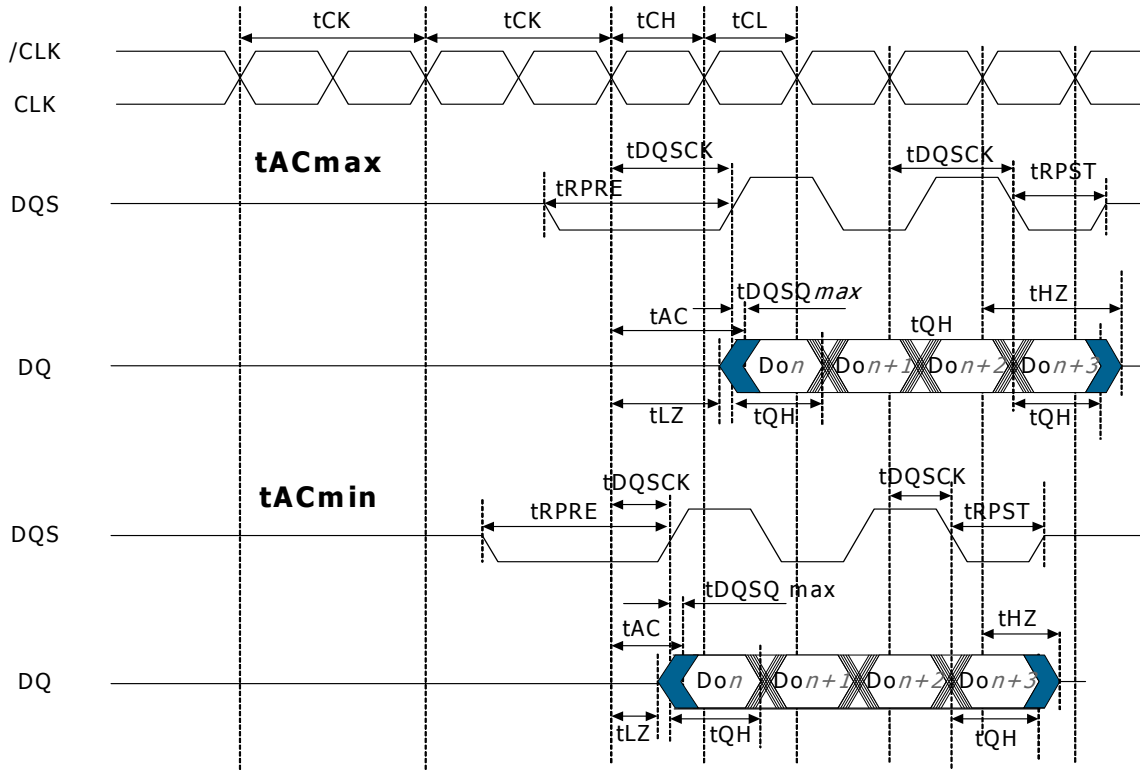 tCK tCK tCH tCL
/CLK
CLK
tACmax
tDQSCK tDQSCK
tRPRE tRPST
DQS
tDQSQmax tHZ
tAC tQH
DQ Don Don+1 Don+2 Don+3
tLZ tQH tQH
tDQSCK tDQSCK
tACmin
tRPRE tRPST
DQS
tDQSQ max
tAC tHZ
DQ Don Don+1 Don+2 Don+3
tLZ tQH tQH